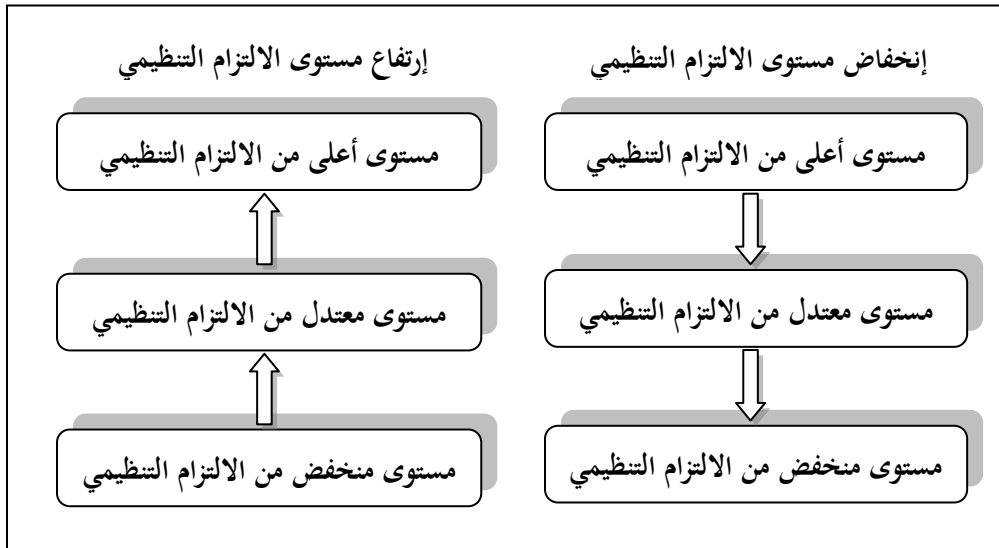 إنخفاض مستوى الالتزام التنظيمي
مستوى أعلى من الالتزام التنظيمي
مستوى معتدل من الالتزام التنظيمي
مستوى منخفض من الالتزام التنظيمي
إرتفاع مستوى الالتزام التنظيمي
مستوى أعلى من الالتزام التنظيمي
مستوى معتدل من الالتزام التنظيمي
مستوى منخفض من الالتزام التنظيمي